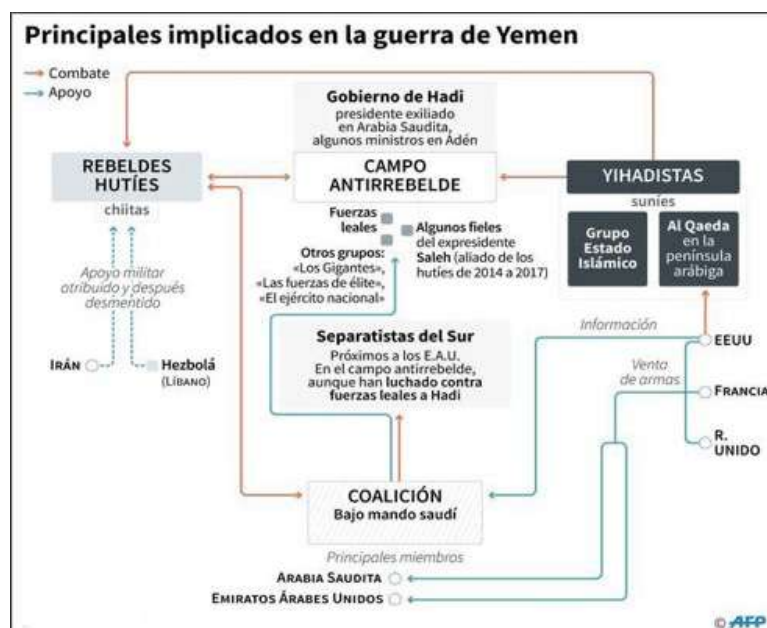 Principales implicados en la guerra de Yemen
Combate
Apoyo
Gobierno de Hadi
presidente exiliado
en Arabia Saudita,
algunos ministros en Adén
REBELDES
HUTÍES
chiitas
CAMPO
ANTIRREBELDE
YIHADISTAS
suníes
Grupo
Estado
Islámico
Al Qaeda
en la
península
arábiga
Fuerzas
leales
Algunos fieles
del expresidente
Saleh (aliado de los
hutíes de 2014 a 2017)
Otros grupos:
«Los Gigantes»,
«Las fuerzas de élite»,
«El ejército nacional»
Apoyo militar
atribuido y después
desmentido
IRÁN
Hezbolá
(LÍBANO)
Separatistas del Sur
Próximos a los E.A.U.
En el campo antirrebelde,
aunque han luchado contra
fuerzas leales a Hadi
Información
EEUU
Venta
de armas
FRANCIA
R.
UNIDO
COALICIÓN
Bajo mando saudí
Principales miembros
ARABIA SAUDITA
EMIRATOS ÁRABES UNIDOS
© AFP